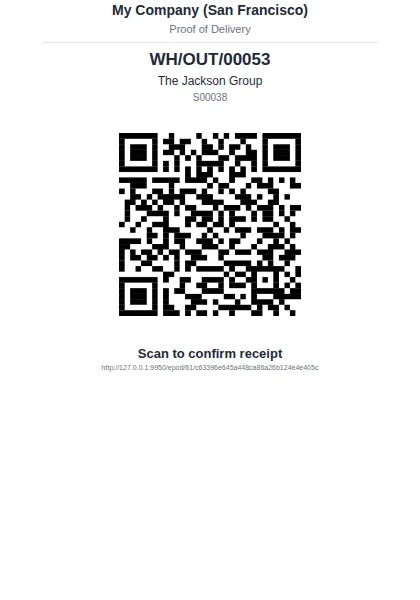 My Company (San Francisco)
Proof of Delivery
WH/OUT/00053
The Jackson Group
S00038
Scan to confirm receipt
http://127.0.0.1:9950/epod/61/c63396e645a448ca86a26b124e4e405c